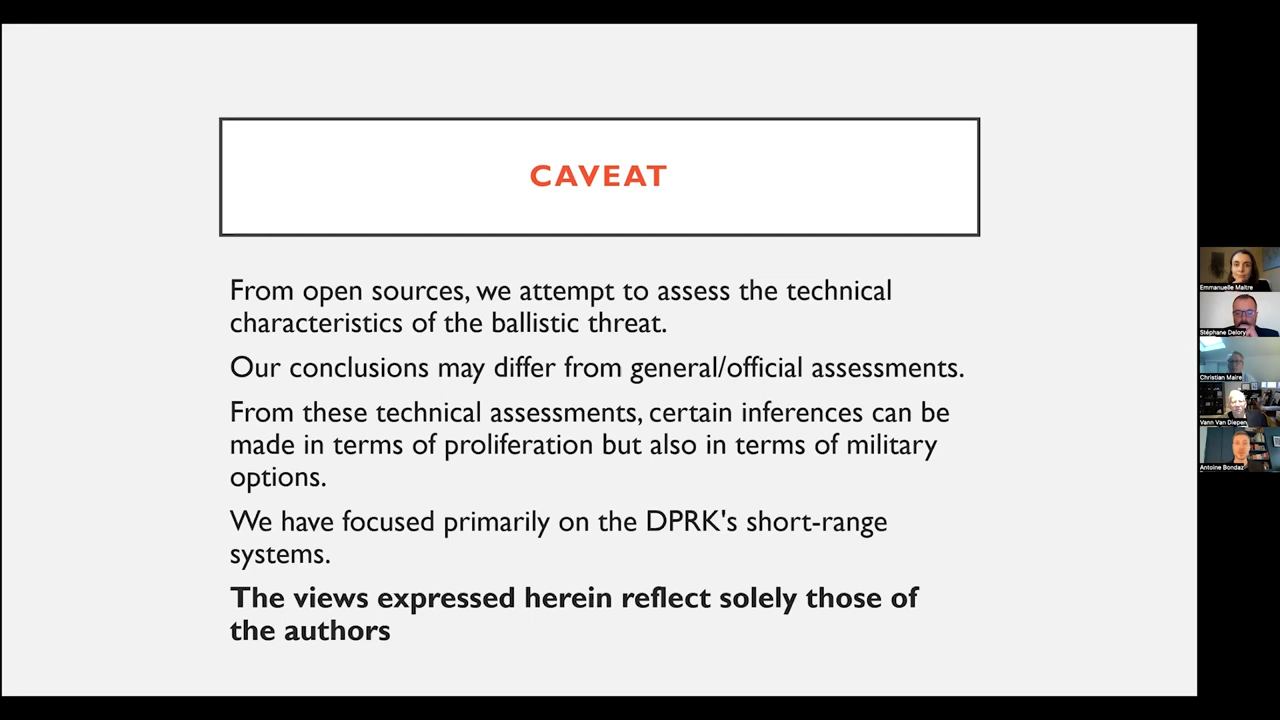 CAVEAT
From open sources, we attempt to assess the technical
characteristics of the ballistic threat.
Our conclusions may differ from general/official assessments.
From these technical assessments, certain inferences can be
made in terms of proliferation but also in terms of military
options.
We have focused primarily on the DPRK's short-range
systems.
The views expressed herein reflect solely those of
the authors
Emmanuelle Maitre
Stéphane Delory
Christian Maire
Vann Van Diepen
Antoine Bondaz